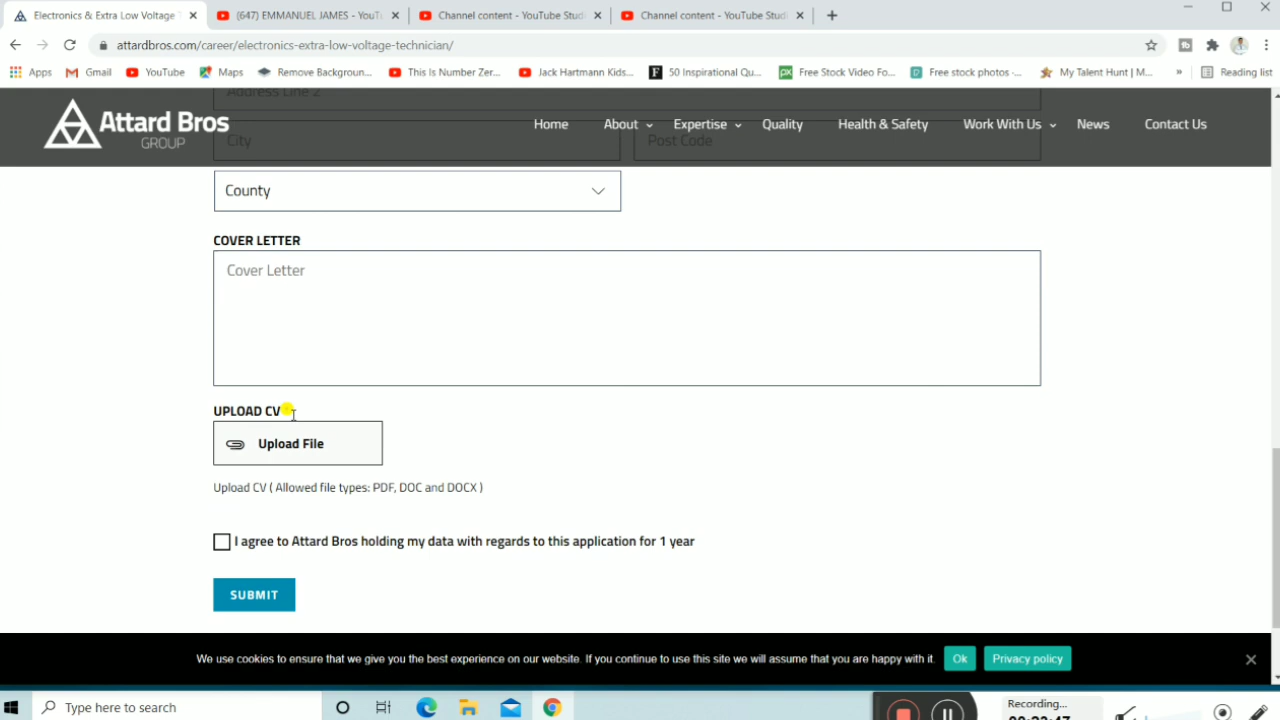 Electronics & Extra Low Voltage
(647) EMMANUEL JAMES - YouTu
Channel content - YouTube Studi
Channel content - YouTube Studi
attardbros.com/career/electronics-extra-low-voltage-technician/
Apps
Gmail
YouTube
Maps
Remove Backgroun...
This Is Number Zer...
Jack Hartmann Kids...
50 Inspirational Qu...
Free Stock Video Fo...
Free stock photos -...
My Talent Hunt | M...
»
Reading list
Address Line 2
Attard Bros
GROUP
Home
About
Expertise
Quality
Health & Safety
Work With Us
News
Contact Us
City
Post Code
County
COVER LETTER
Cover Letter
UPLOAD CV
Upload File
Upload CV ( Allowed file types: PDF, DOC and DOCX )
I agree to Attard Bros holding my data with regards to this application for 1 year
SUBMIT
We use cookies to ensure that we give you the best experience on our website. If you continue to use this site we will assume that you are happy with it.
Ok
Privacy policy
Type here to search
Recording...